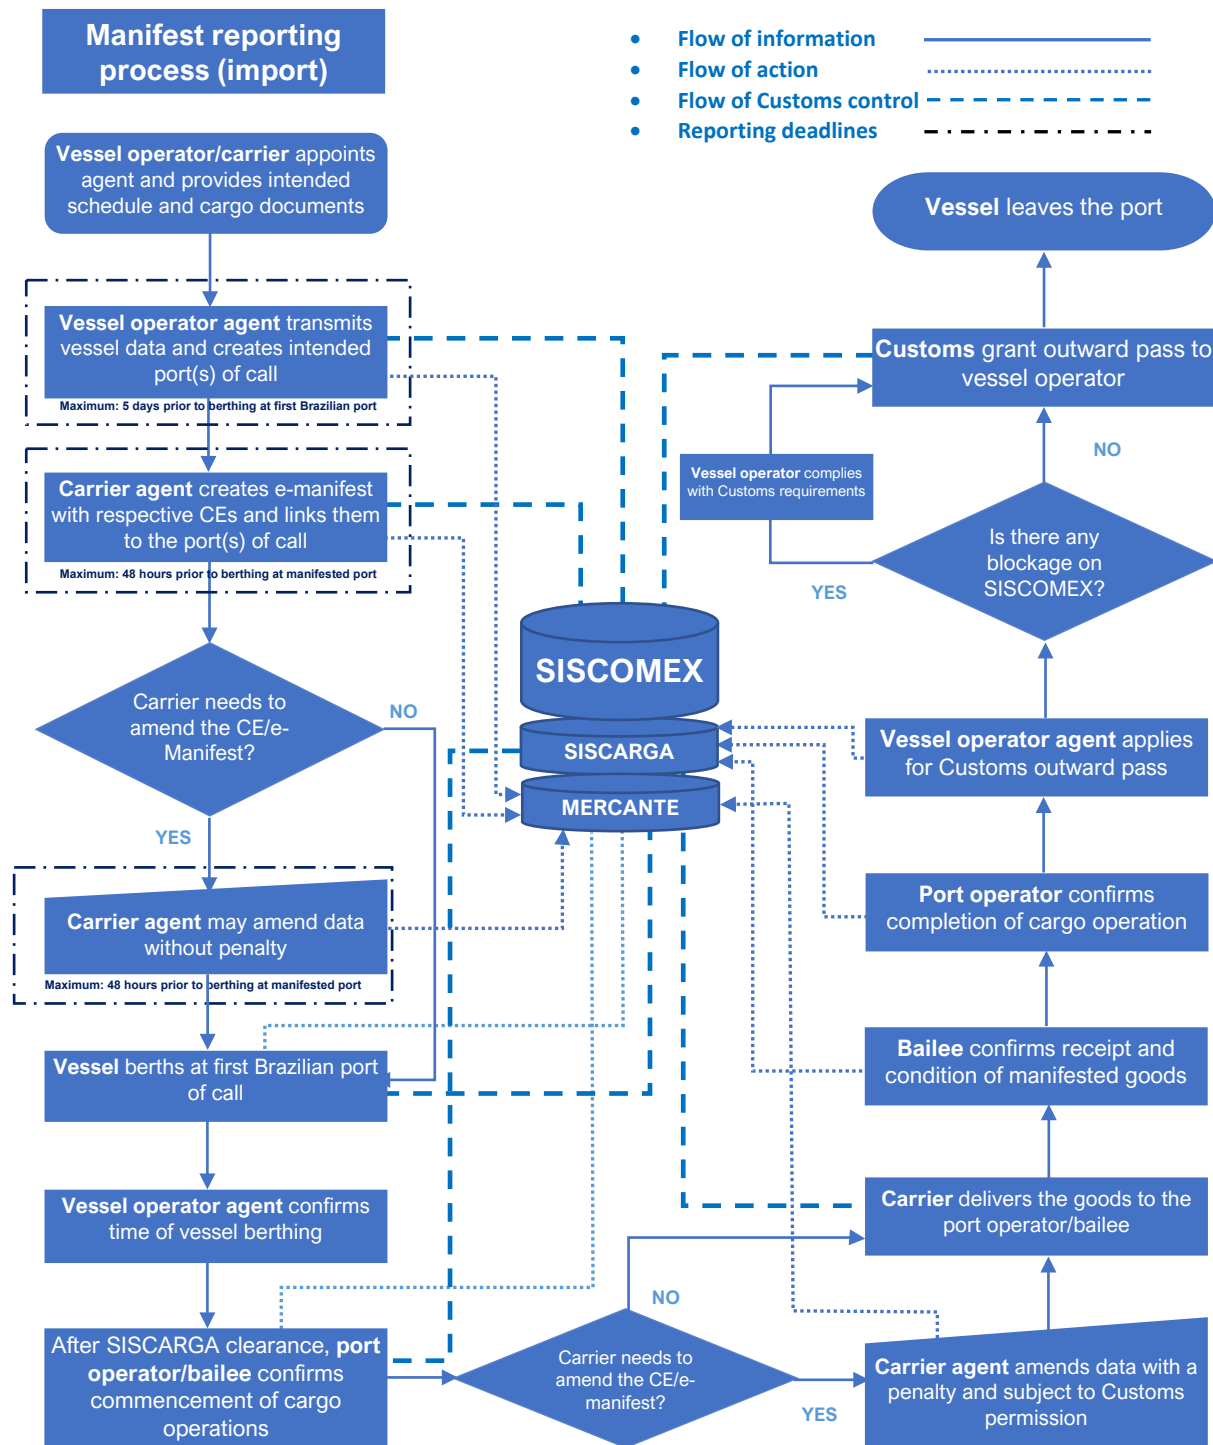 Manifest reporting
process (import)
• Flow of information
• Flow of action
• Flow of Customs control
• Reporting deadlines
Vessel operator/carrier appoints
agent and provides intended
schedule and cargo documents
Vessel operator agent transmits
vessel data and creates intended
port(s) of call
Maximum: 5 days prior to berthing at first Brazilian port
Carrier agent creates e-manifest
with respective CEs and links them
to the port(s) of call
Maximum: 48 hours prior to berthing at manifested port
Carrier needs to
amend the CE/e-
Manifest?
NO
YES
Carrier agent may amend data
without penalty
Maximum: 48 hours prior to berthing at manifested port
Vessel berths at first Brazilian port
of call
Vessel operator agent confirms
time of vessel berthing
After SISCARGA clearance, port
operator/bailee confirms
commencement of cargo
operations
SISCOMEX
SISCARGA
MERCANTE
Carrier needs to
amend the CE/e-
manifest?
NO
YES
Carrier agent amends data with a
penalty and subject to Customs
permission
Carrier delivers the goods to the
port operator/bailee
Bailee confirms receipt and
condition of manifested goods
Port operator confirms
completion of cargo operation
Vessel operator agent applies
for Customs outward pass
Is there any
blockage on
SISCOMEX?
YES
NO
Vessel operator complies
with Customs requirements
Customs grant outward pass to
vessel operator
Vessel leaves the port